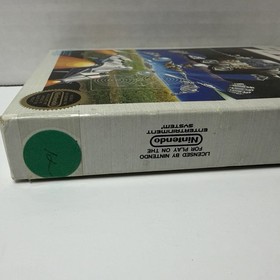 LICENSED BY NINTENDO
FOR PLAY ON THE
Nintendo
ENTERTAINMENT
SYSTEM